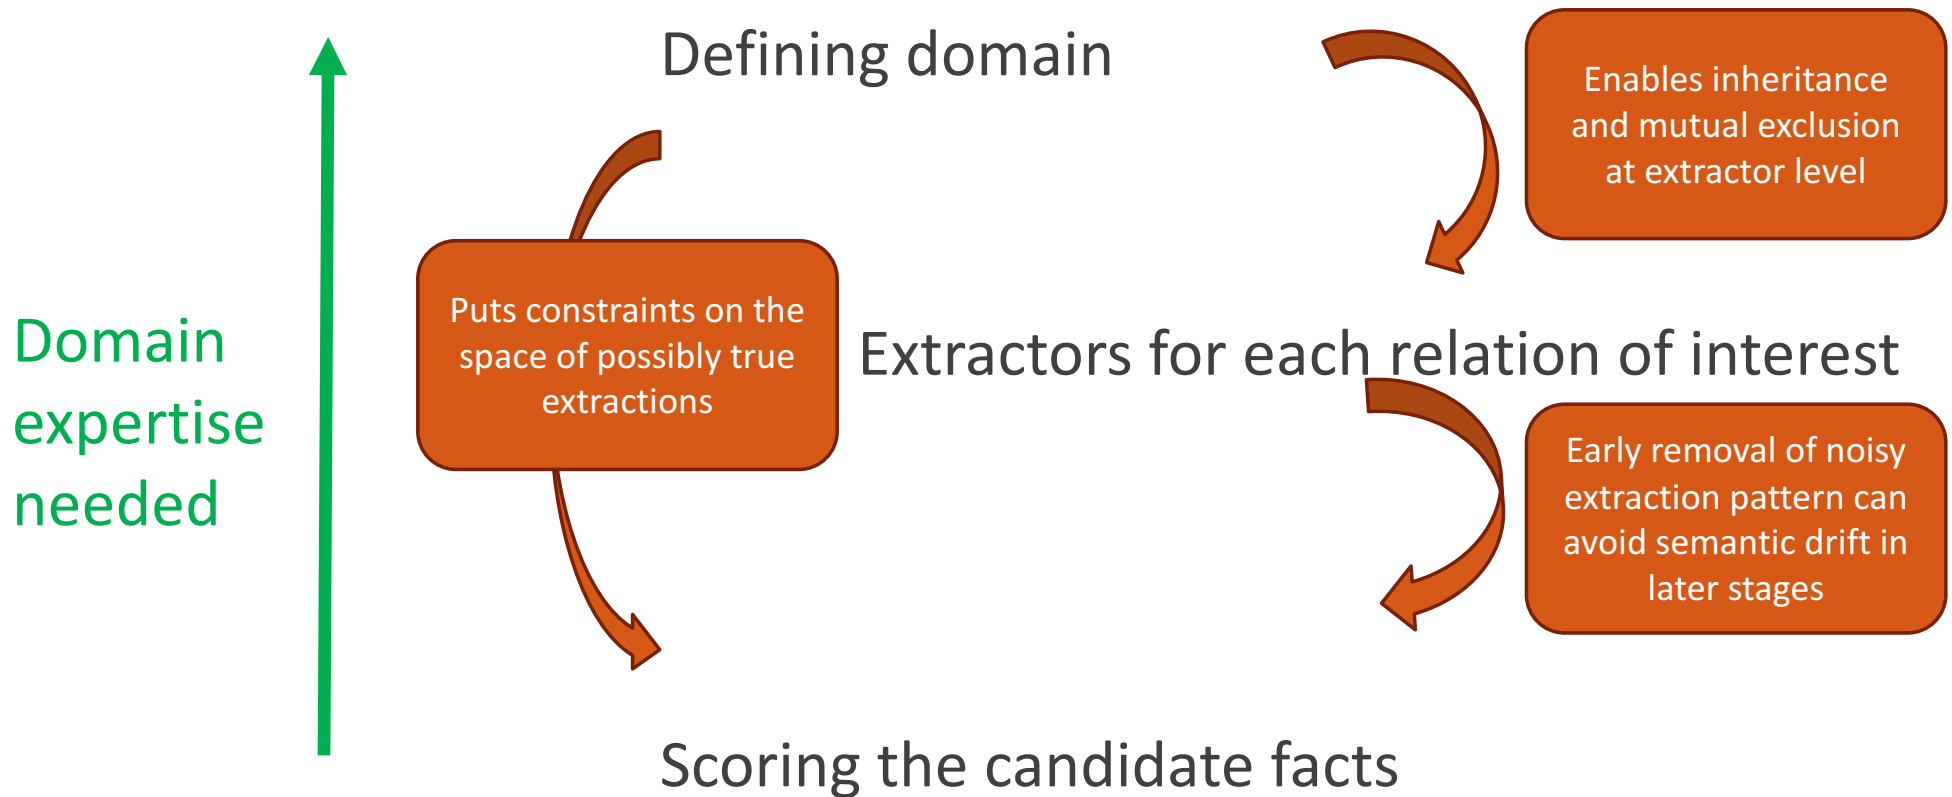 Defining domain
Enables inheritance
and mutual exclusion
at extractor level
Puts constraints on the
space of possibly true
extractions
Domain
expertise
needed
Extractors for each relation of interest
Early removal of noisy
extraction pattern can
avoid semantic drift in
later stages
Scoring the candidate facts